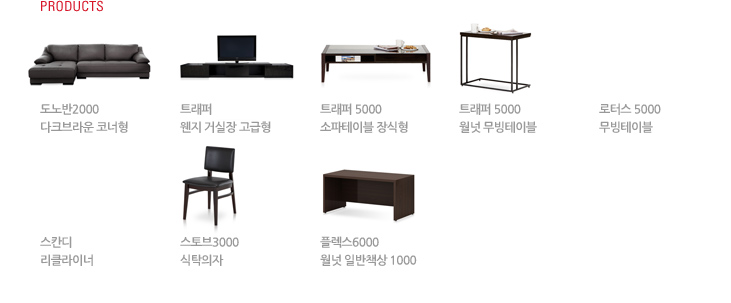 PRODUCTS
도노반2000
다크브라운 코너형
트래퍼
웬지 거실장 고급형
트래퍼 5000
소파테이블 장식형
트래퍼 5000
월넛 무빙테이블
로터스 5000
무빙테이블
스칸디
리클라이너
스토브3000
식탁의자
플렉스6000
월넛 일반책상 1000